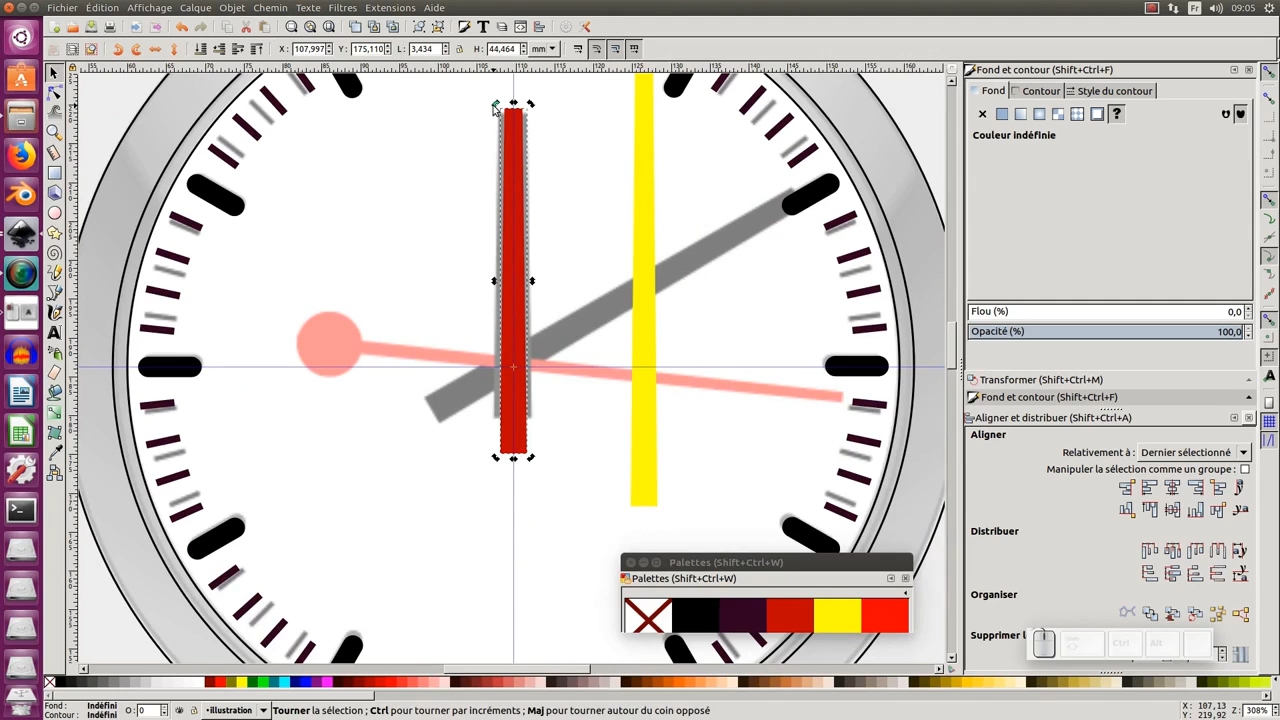 Fichier Édition Affichage Calque Objet Chemin Texte Filtres Extensions Aide
Fr 09:05
X : 107,997 Y : 175,110 L : 3,434 H : 44,464 mm
Fond et contour (Shift+Ctrl+F)
Fond Contour Style du contour
?
Couleur indéfinie
Flou (%) 0,0
Opacité (%) 100,0
Transformer (Shift+Ctrl+M)
Fond et contour (Shift+Ctrl+F)
Aligner et distribuer (Shift+Ctrl+A)
Aligner
Relativement à : Dernier sélectionné
Manipuler la sélection comme un groupe :
Distribuer
Organiser
Supprimer l
Ctrl Alt
Palettes (Shift+Ctrl+W)
Palettes (Shift+Ctrl+W)
Fond : Indéfini
Contour : Indéfini
O : 0
illustration
Tourner la sélection ; Ctrl pour tourner par incréments ; Maj pour tourner autour du coin opposé
X : 107,13
Y : 219,92
Z : 308%